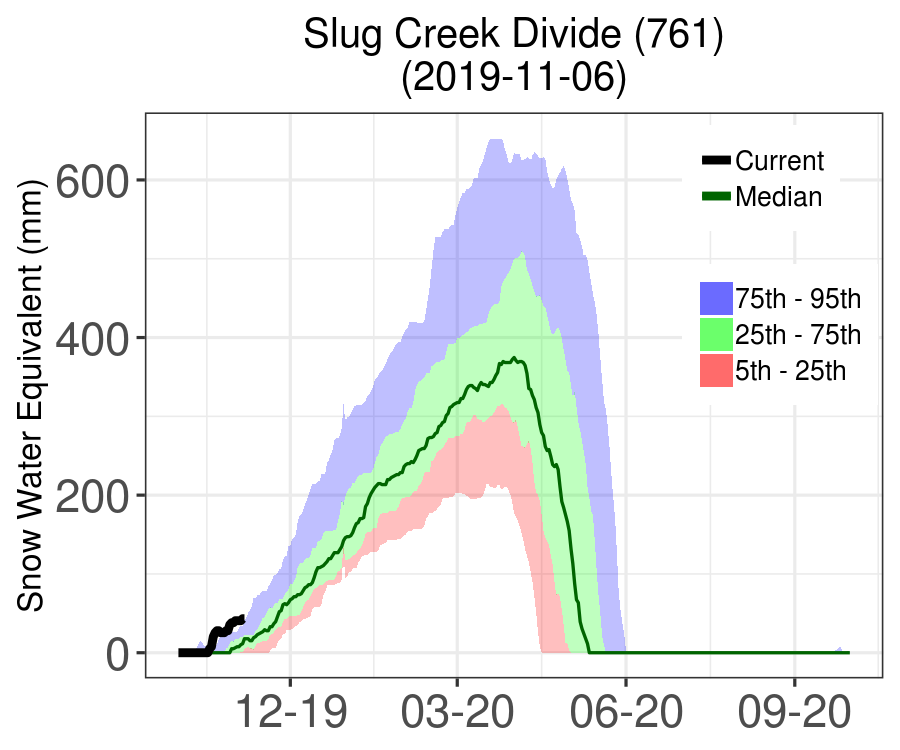 Slug Creek Divide (761)
(2019-11-06)
Snow Water Equivalent (mm)
600
400
200
0
12-19
03-20
06-20
09-20
Current
Median
75th - 95th
25th - 75th
5th - 25th